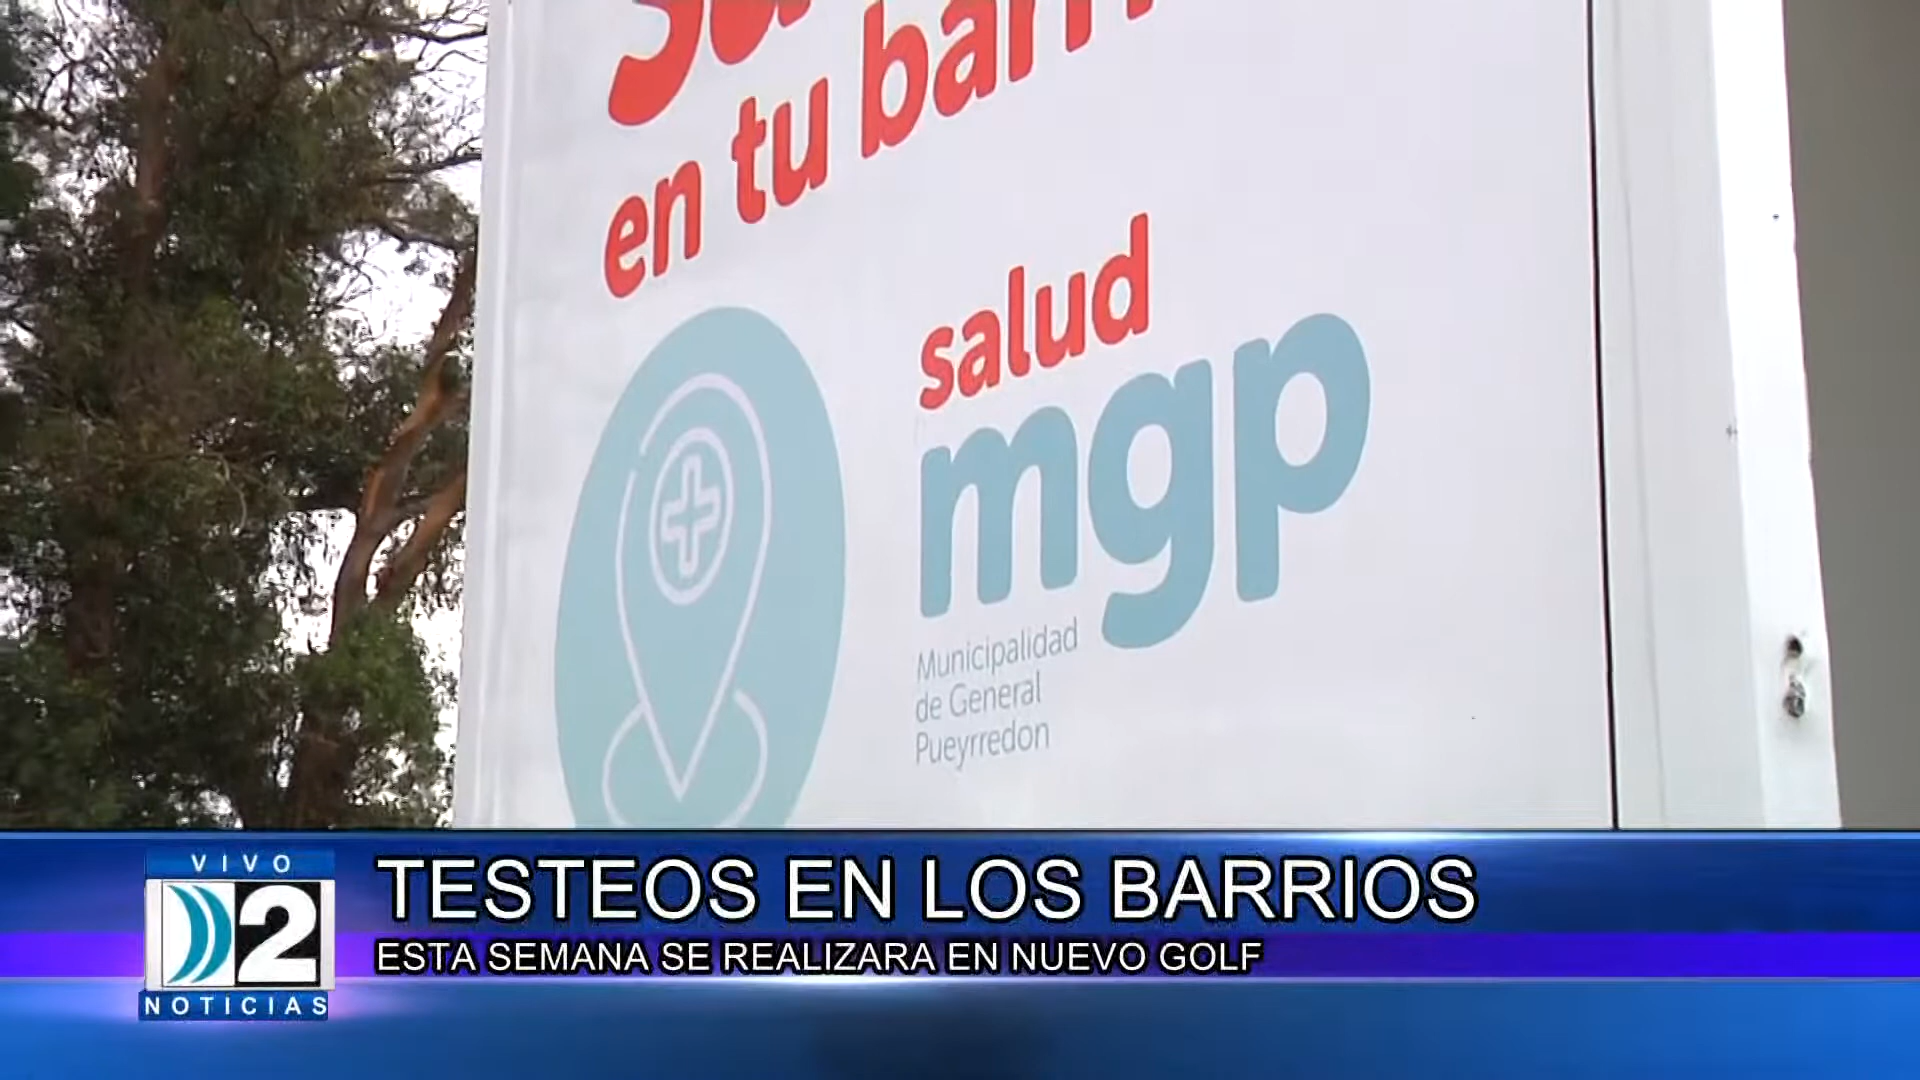 en tu
salud
mgp
Municipalidad
de General
Pueyrredon
VIVO
2
NOTICIAS
TESTEOS EN LOS BARRIOS
ESTA SEMANA SE REALIZARA EN NUEVO GOLF